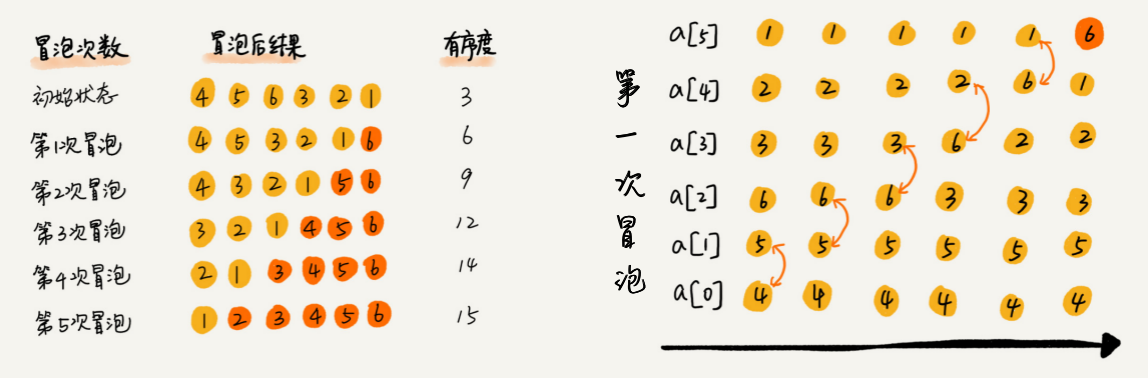 冒泡次数 冒泡后结果 有序度
初始状态 4 5 6 3 2 1 3
第1次冒泡 4 5 3 2 1 6 6
第2次冒泡 4 3 2 1 5 6 9
第3次冒泡 3 2 1 4 5 6 12
第4次冒泡 2 1 3 4 5 6 14
第5次冒泡 1 2 3 4 5 6 15
第一次冒泡
a[5] 1 1 1 1 1 6
a[4] 2 2 2 2 6 1
a[3] 3 3 3 6 2 2
a[2] 6 6 6 3 3 3
a[1] 5 5 5 5 5 5
a[0] 4 4 4 4 4 4